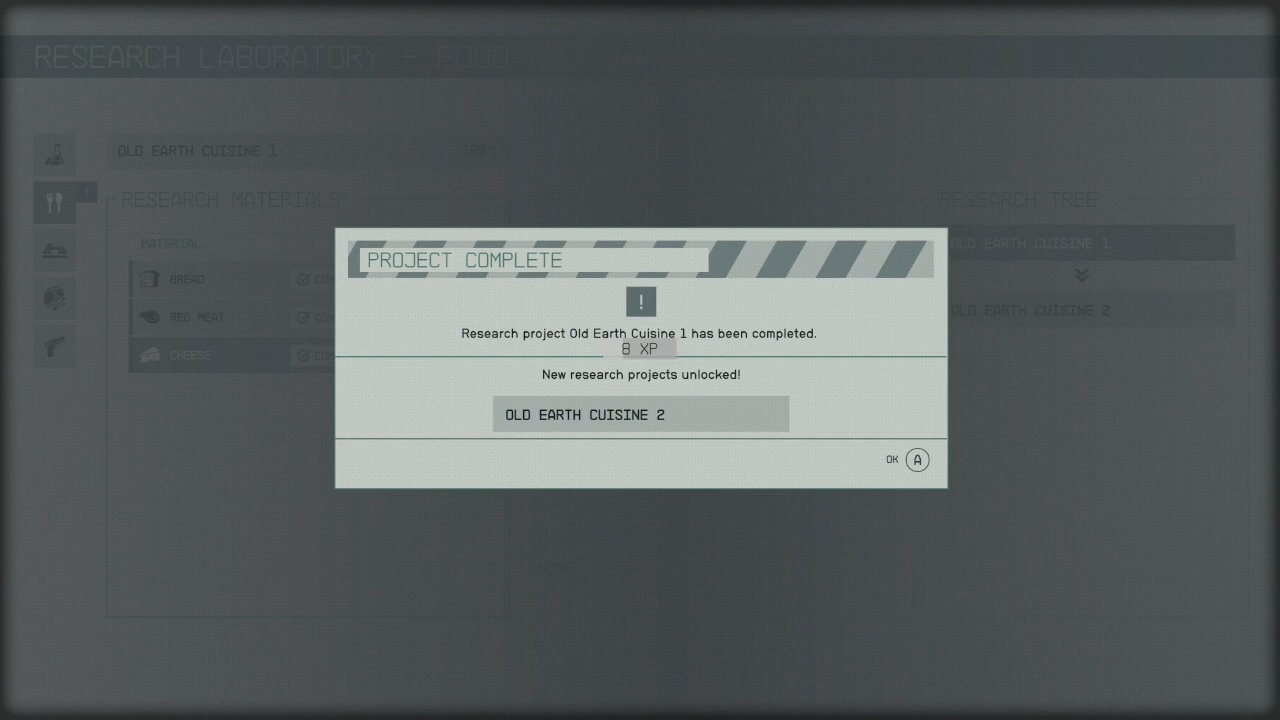 RESEARCH LABORATORY - FOOD AND
OLD EARTH CUISINE 1 100%
RESEARCH MATERIALS
RESEARCH TREE
MATERIAL
OLD EARTH CUISINE 1
BREAD
RED MEAT
CHEESE
OLD EARTH CUISINE 2
PROJECT COMPLETE
!
Research project Old Earth Cuisine 1 has been completed.
8 XP
New research projects unlocked!
OLD EARTH CUISINE 2
OK A